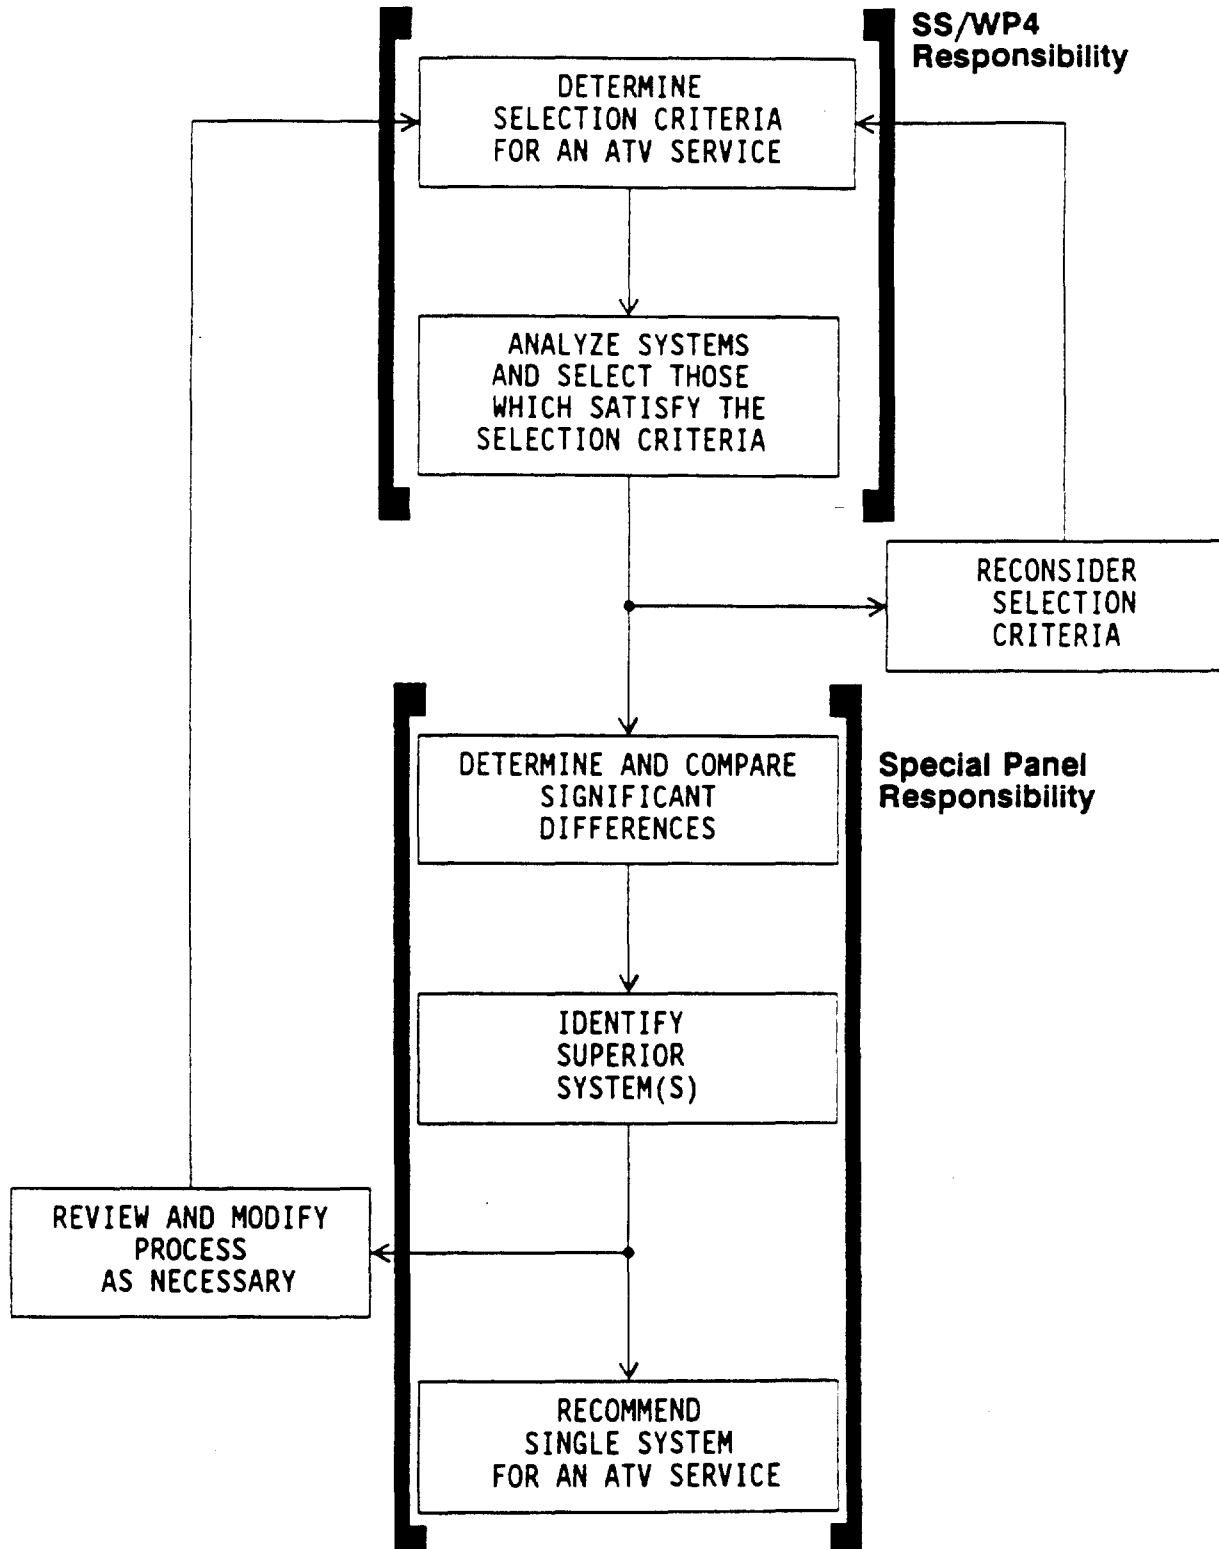 SS/WP4
Responsibility
DETERMINE
SELECTION CRITERIA
FOR AN ATV SERVICE
ANALYZE SYSTEMS
AND SELECT THOSE
WHICH SATISFY THE
SELECTION CRITERIA
RECONSIDER
SELECTION
CRITERIA
Special Panel
Responsibility
DETERMINE AND COMPARE
SIGNIFICANT
DIFFERENCES
IDENTIFY
SUPERIOR
SYSTEM(S)
REVIEW AND MODIFY
PROCESS
AS NECESSARY
RECOMMEND
SINGLE SYSTEM
FOR AN ATV SERVICE